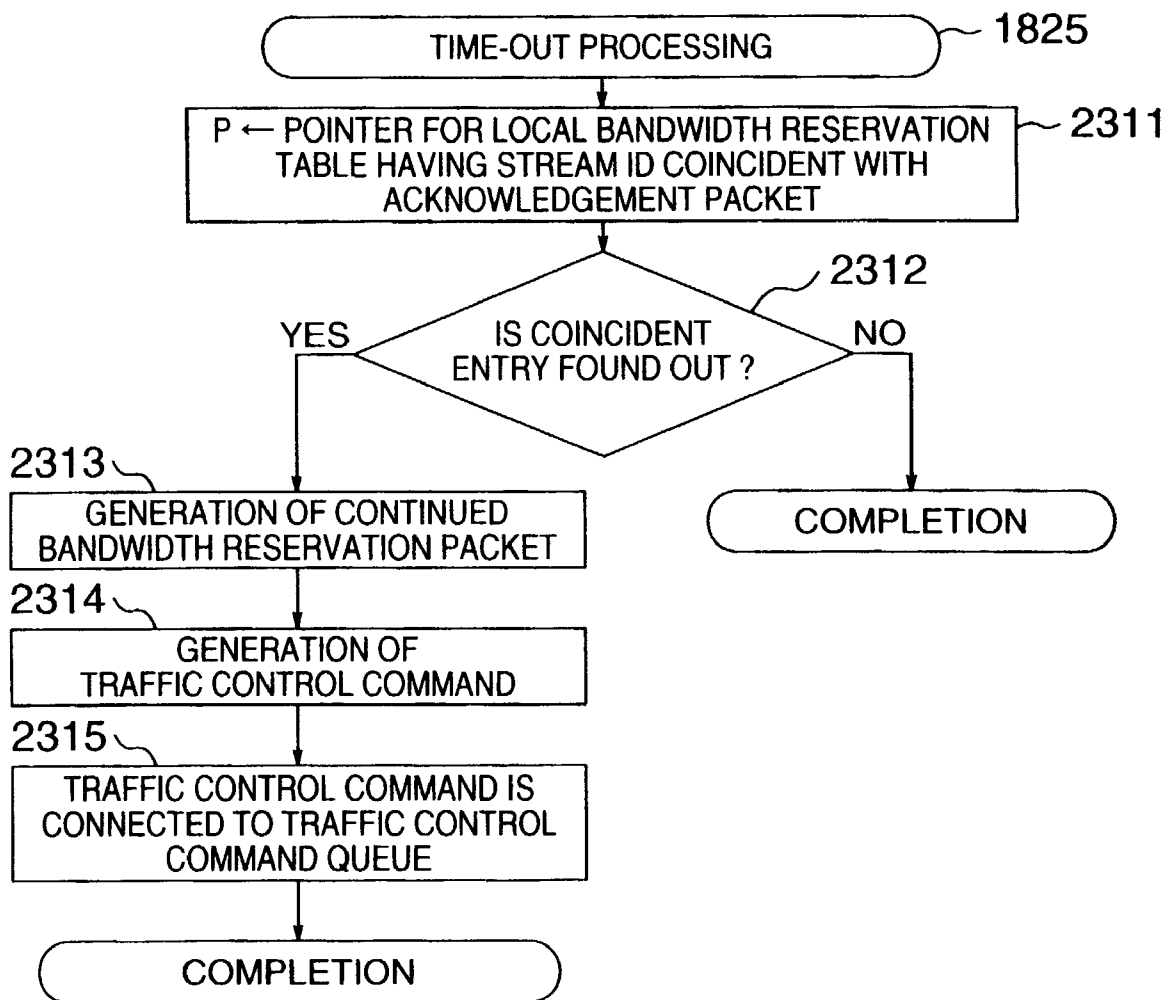 TIME-OUT PROCESSING
1825
P ← POINTER FOR LOCAL BANDWIDTH RESERVATION
TABLE HAVING STREAM ID COINCIDENT WITH
ACKNOWLEDGEMENT PACKET
2311
2312
IS COINCIDENT
ENTRY FOUND OUT ?
YES
NO
2313
GENERATION OF CONTINUED
BANDWIDTH RESERVATION PACKET
COMPLETION
2314
GENERATION OF
TRAFFIC CONTROL COMMAND
2315
TRAFFIC CONTROL COMMAND IS
CONNECTED TO TRAFFIC CONTROL
COMMAND QUEUE
COMPLETION